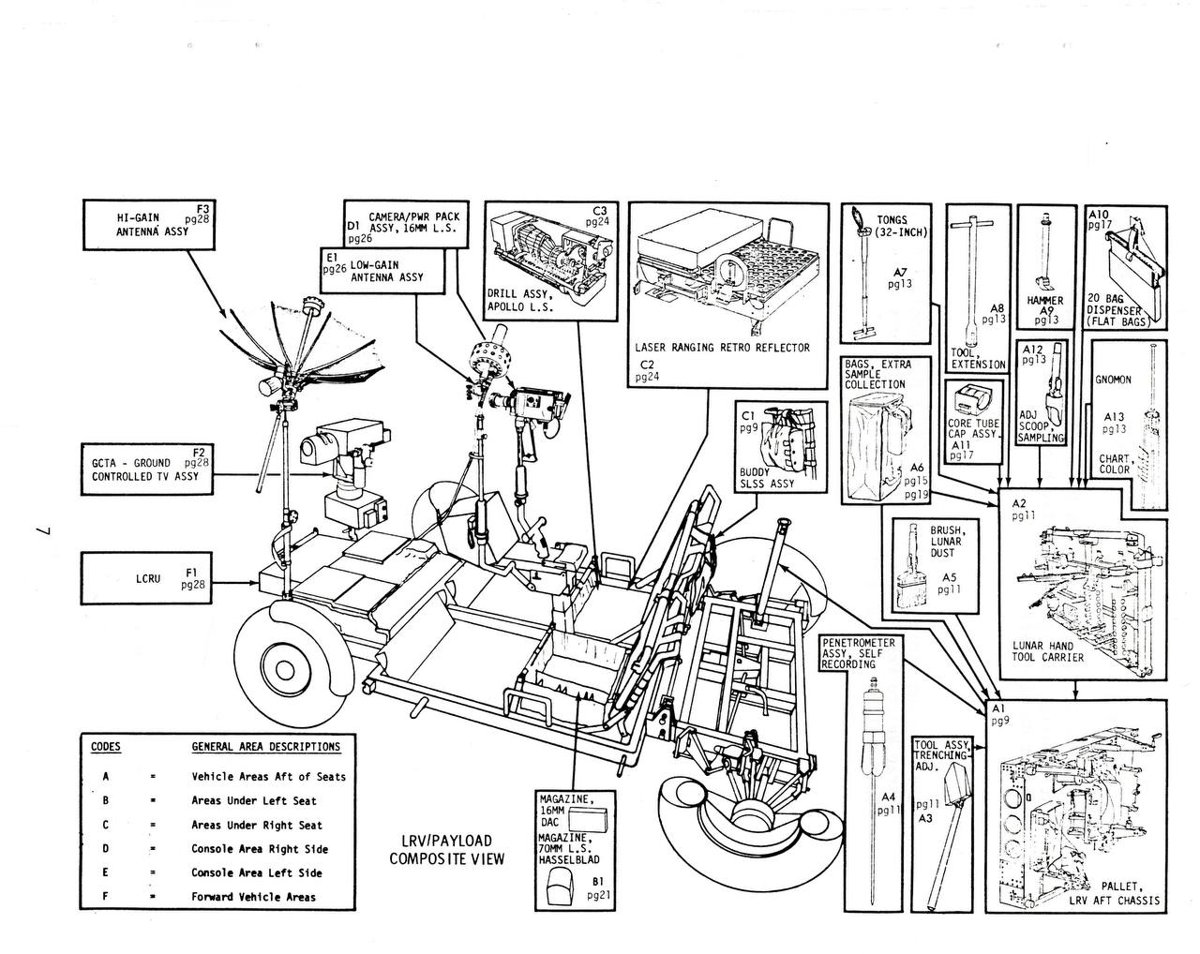 F3
HI-GAIN pg28
ANTENNA ASSY
CAMERA/PWR PACK
D1 ASSY, 16MM L.S.
pg26
E1
pg26 LOW-GAIN
ANTENNA ASSY
C3
pg24
DRILL ASSY,
APOLLO L.S.
LASER RANGING RETRO REFLECTOR
C2
pg24
TONGS
(32-INCH)
A7
pg13
A8
pg13
TOOL,
EXTENSION
HAMMER
A9
pg13
A10
pg17
20 BAG
DISPENSER
(FLAT BAGS)
BAGS, EXTRA
SAMPLE
COLLECTION
A6
pg15
pg19
CORE TUBE
CAP ASSY.
A11
pg17
A12
pg13
ADJ
SCOOP,
SAMPLING
GNOMON
A13
pg13
CHART,
COLOR
C1
pg9
BUDDY
SLSS ASSY
F2
GCTA - GROUND pg28
CONTROLLED TV ASSY
7
LCRU F1
pg28
BRUSH,
LUNAR
DUST
A5
pg11
A2
pg11
LUNAR HAND
TOOL CARRIER
PENETROMETER
ASSY, SELF
RECORDING
A4
pg11
TOOL ASSY,
TRENCHING-
ADJ.
pg11
A3
A1
pg9
PALLET,
LRV AFT CHASSIS
MAGAZINE,
16MM
DAC
MAGAZINE,
70MM L.S.
HASSELBLAD
B1
pg21
LRV/PAYLOAD
COMPOSITE VIEW
CODES GENERAL AREA DESCRIPTIONS
A = Vehicle Areas Aft of Seats
B = Areas Under Left Seat
C = Areas Under Right Seat
D = Console Area Right Side
E = Console Area Left Side
F = Forward Vehicle Areas